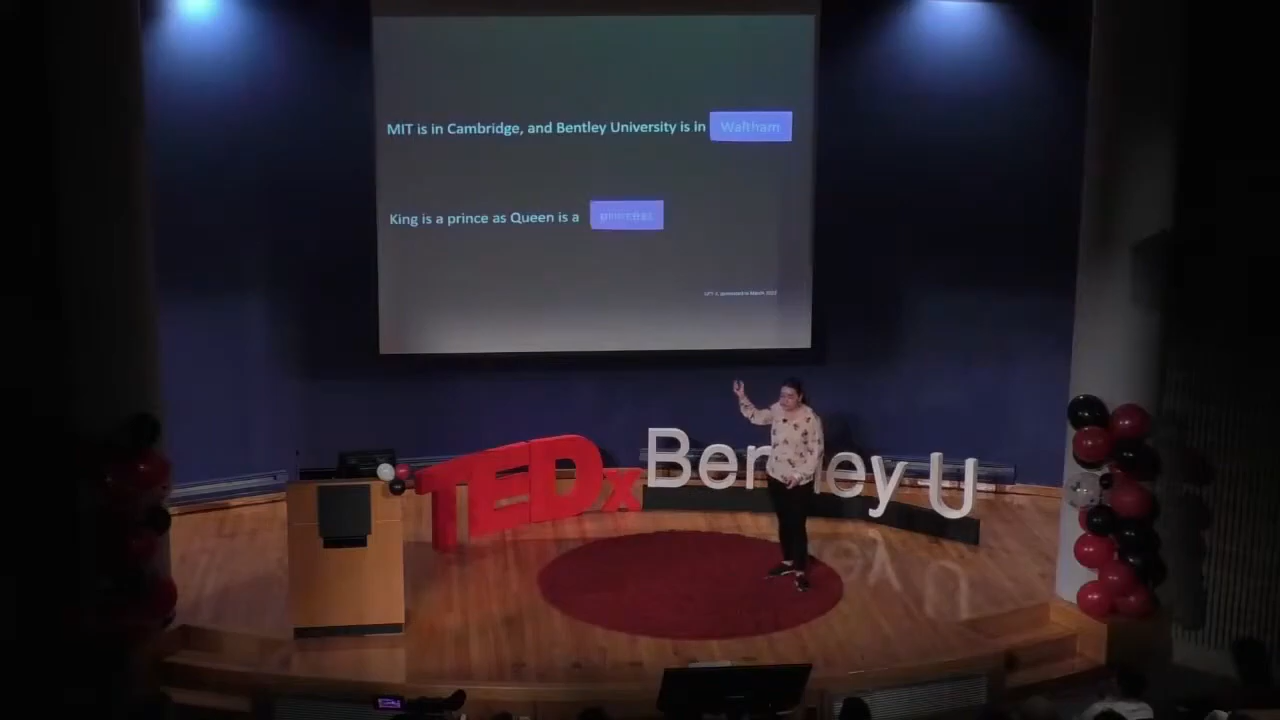 MIT is in Cambridge, and Bentley University is in Waltham
King is a prince as Queen is a princess
TEDx Bentley U